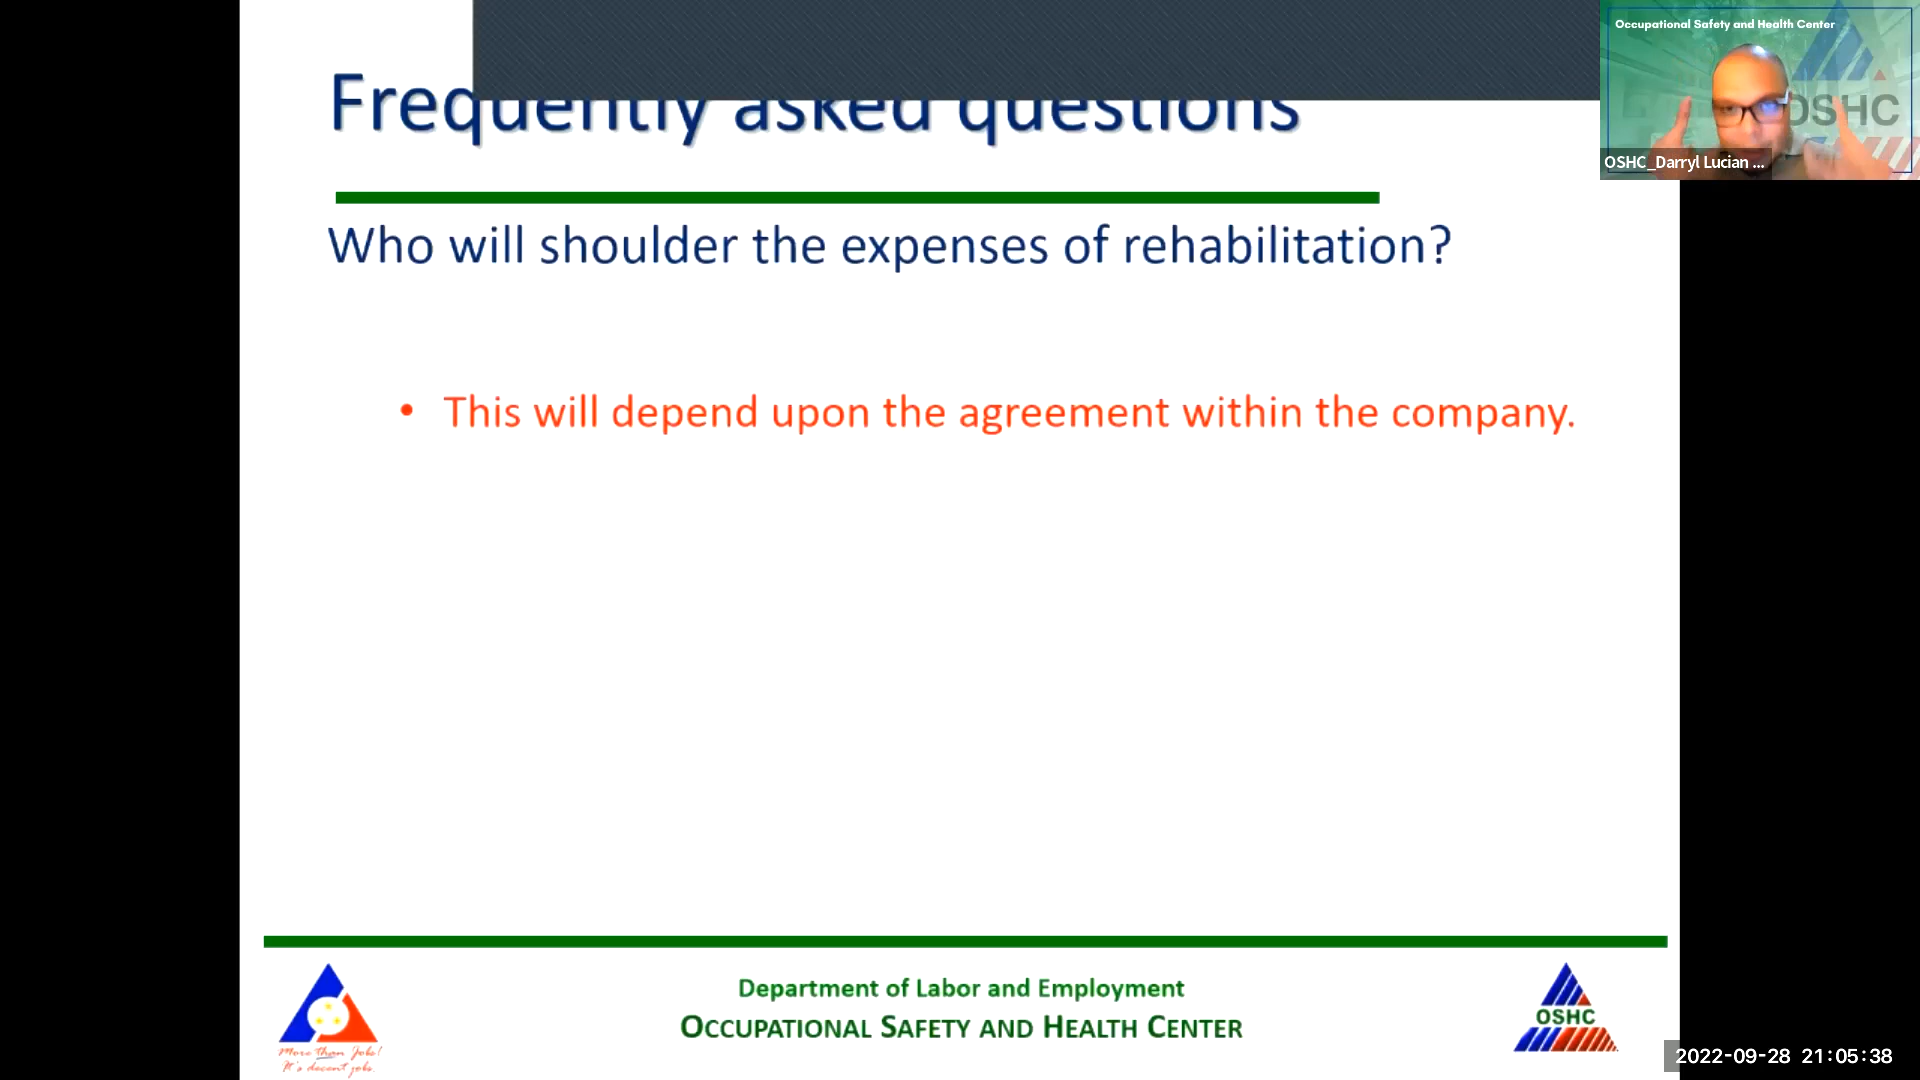 Occupational Safety and Health Center
OSHC
OSHC_Darryl Lucian ...
Frequently asked questions
Who will shoulder the expenses of rehabilitation?
• This will depend upon the agreement within the company.
More than jobs!
It's decent jobs.
Department of Labor and Employment
OCCUPATIONAL SAFETY AND HEALTH CENTER
OSHC
2022-09-28 21:05:38